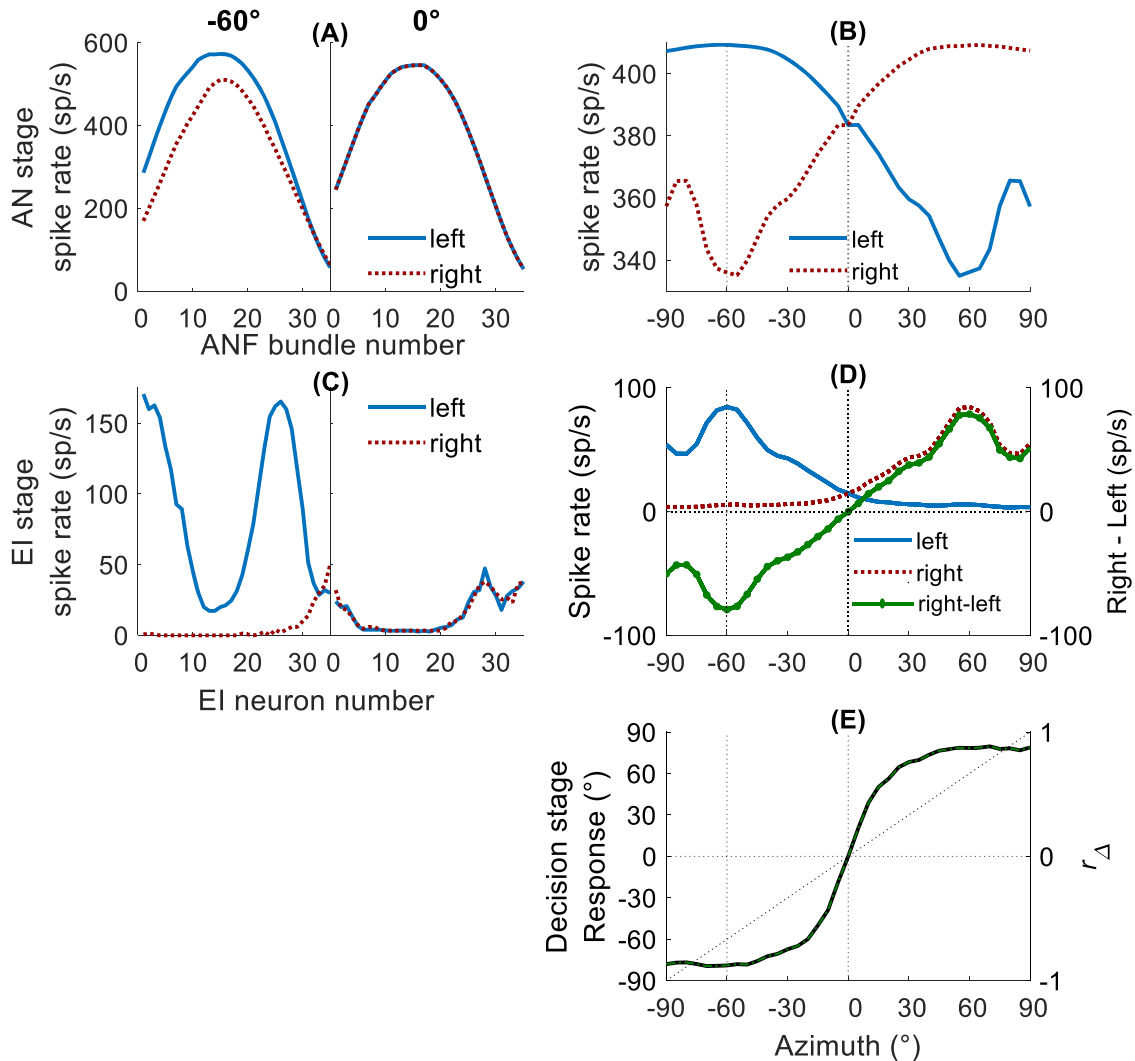 -60°
0°
(A)
AN stage
spike rate (sp/s)
600
400
200
0
left
right
0 10 20 30 0 10 20 30
ANF bundle number
(B)
spike rate (sp/s)
400
380
360
340
left
right
-90 -60 -30 0 30 60 90
(C)
EI stage
spike rate (sp/s)
150
100
50
0
left
right
0 10 20 30 0 10 20 30
EI neuron number
(D)
Spike rate (sp/s)
100
0
-100
left
right
right-left
100
0
-100
Right - Left (sp/s)
-90 -60 -30 0 30 60 90
(E)
Decision stage
Response (°)
90
60
30
0
-30
-60
-90
1
0
-1
rΔ
-90 -60 -30 0 30 60 90
Azimuth (°)